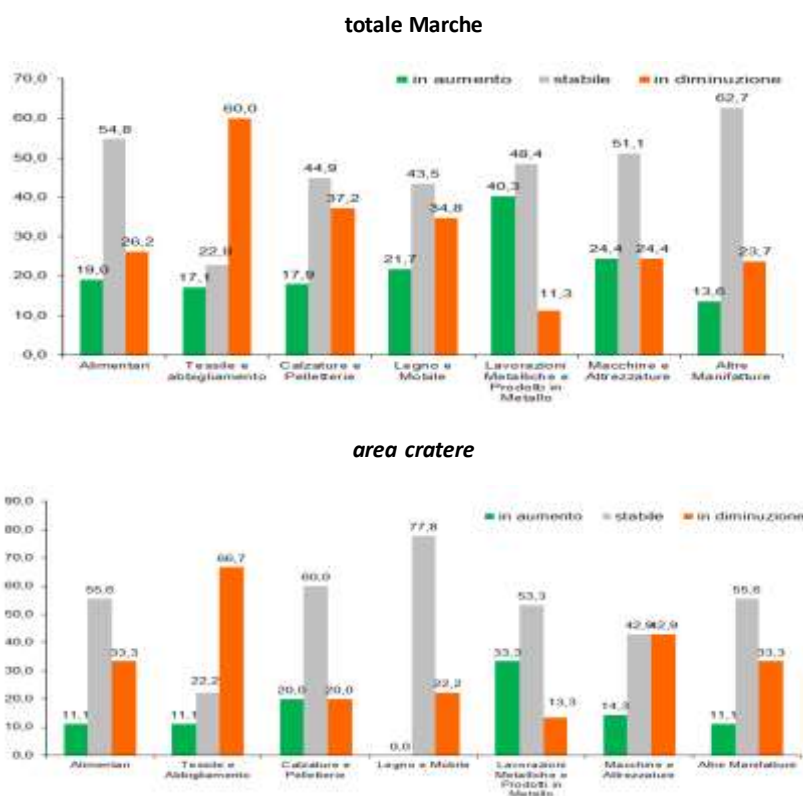 totale Marche
in aumento stabile in diminuzione
70,0
60,0
50,0
40,0
30,0
20,0
10,0
0,0
19,0 54,8 26,2
17,1 22,9 60,0
17,9 44,9 37,2
21,7 43,5 34,8
40,3 48,4 11,3
24,4 51,1 24,4
13,6 62,7 23,7
Alimentari
Tessile e
abbigliamento
Calzature e
Pelletterie
Legno e
Mobile
Lavorazioni
Metalliche e
Prodotti in
Metallo
Macchine e
Attrezzature
Altre
Manifatture
area cratere
in aumento stabile in diminuzione
90,0
80,0
70,0
60,0
50,0
40,0
30,0
20,0
10,0
0,0
11,1 55,6 33,3
11,1 22,2 66,7
20,0 60,0 20,0
0,0 77,8 22,2
33,3 53,3 13,3
14,3 42,9 42,9
11,1 55,6 33,3
Alimentari
Tessile e
Abbigliamento
Calzature e
Pelletterie
Legno e Mobile
Lavorazioni
Metalliche e
Prodotti in
Metallo
Macchine e
Attrezzature
Altre Manifatture